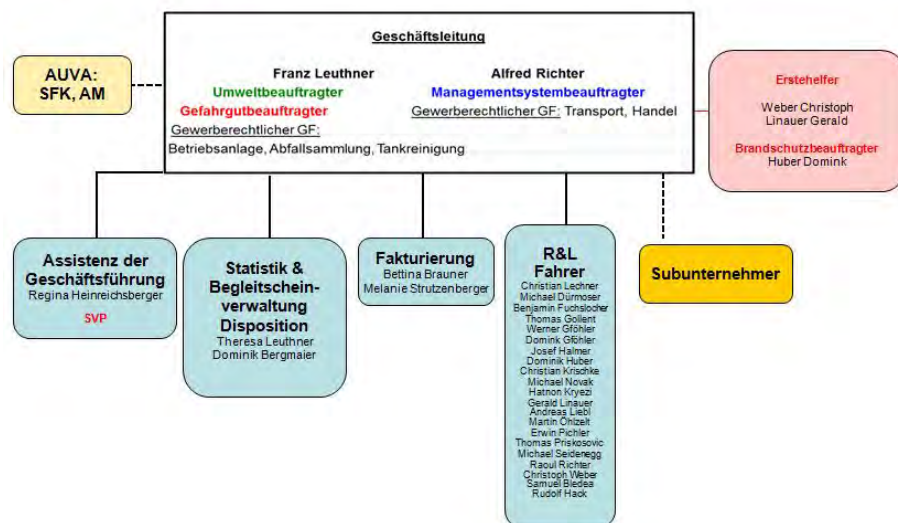 Geschäftsleitung
Franz Leuthner
Umweltbeauftragter
Gefahrgutbeauftragter
Gewerberechtlicher GF:
Betriebsanlage, Abfallsammlung, Tankreinigung
Alfred Richter
Managementsystembeauftragter
Gewerberechtlicher GF: Transport, Handel
AUVA:
SFK, AM
Erstehelfer
Weber Christoph
Linauer Gerald
Brandschutzbeauftragter
Huber Domink
Assistenz der
Geschäftsführung
Regina Heinreichsberger
SVP
Statistik &
Begleitschein-
verwaltung
Disposition
Theresa Leuthner
Dominik Bergmaier
Fakturierung
Bettina Brauner
Melanie Strutzenberger
R&L
Fahrer
Christian Lechner
Michael Dürmoser
Benjamin Fuchslocher
Thomas Gollent
Werner Gföhler
Domink Gföhler
Josef Halmer
Dominik Huber
Christian Krischke
Michael Novak
Hatnon Kryezi
Gerald Linauer
Andreas Liebl
Martin Öhlzelt
Erwin Pichler
Thomas Priskosovic
Michael Seidenegg
Raoul Richter
Christoph Weber
Samuel Bledea
Rudolf Hack
Subunternehmer